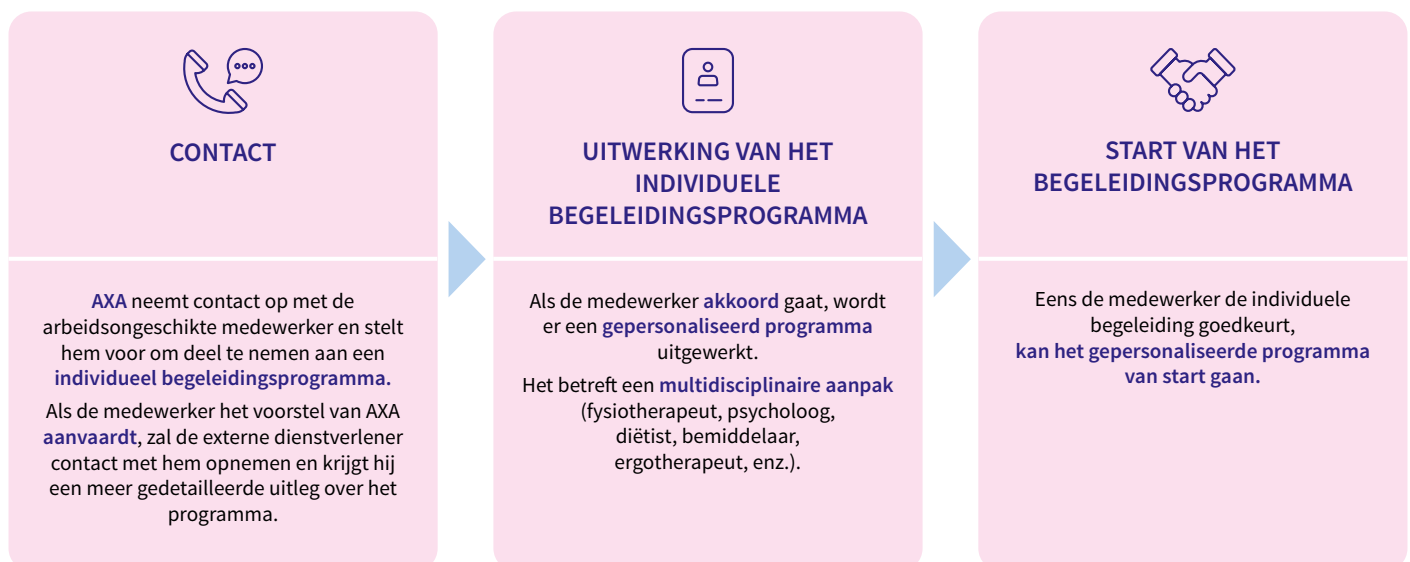 CONTACT
AXA neemt contact op met de
arbeidsongeschikte medewerker en stelt
hem voor om deel te nemen aan een
individueel begeleidingsprogramma.
Als de medewerker het voorstel van AXA
aanvaardt, zal de externe dienstverlener
contact met hem opnemen en krijgt hij
een meer gedetailleerde uitleg over het
programma.
UITWERKING VAN HET
INDIVIDUELE
BEGELEIDINGSPROGRAMMA
Als de medewerker akkoord gaat, wordt
er een gepersonaliseerd programma
uitgewerkt.
Het betreft een multidisciplinaire aanpak
(fysiotherapeut, psycholoog,
diëtist, bemiddelaar,
ergotherapeut, enz.).
START VAN HET
BEGELEIDINGSPROGRAMMA
Eens de medewerker de individuele
begeleiding goedkeurt,
kan het gepersonaliseerde programma
van start gaan.